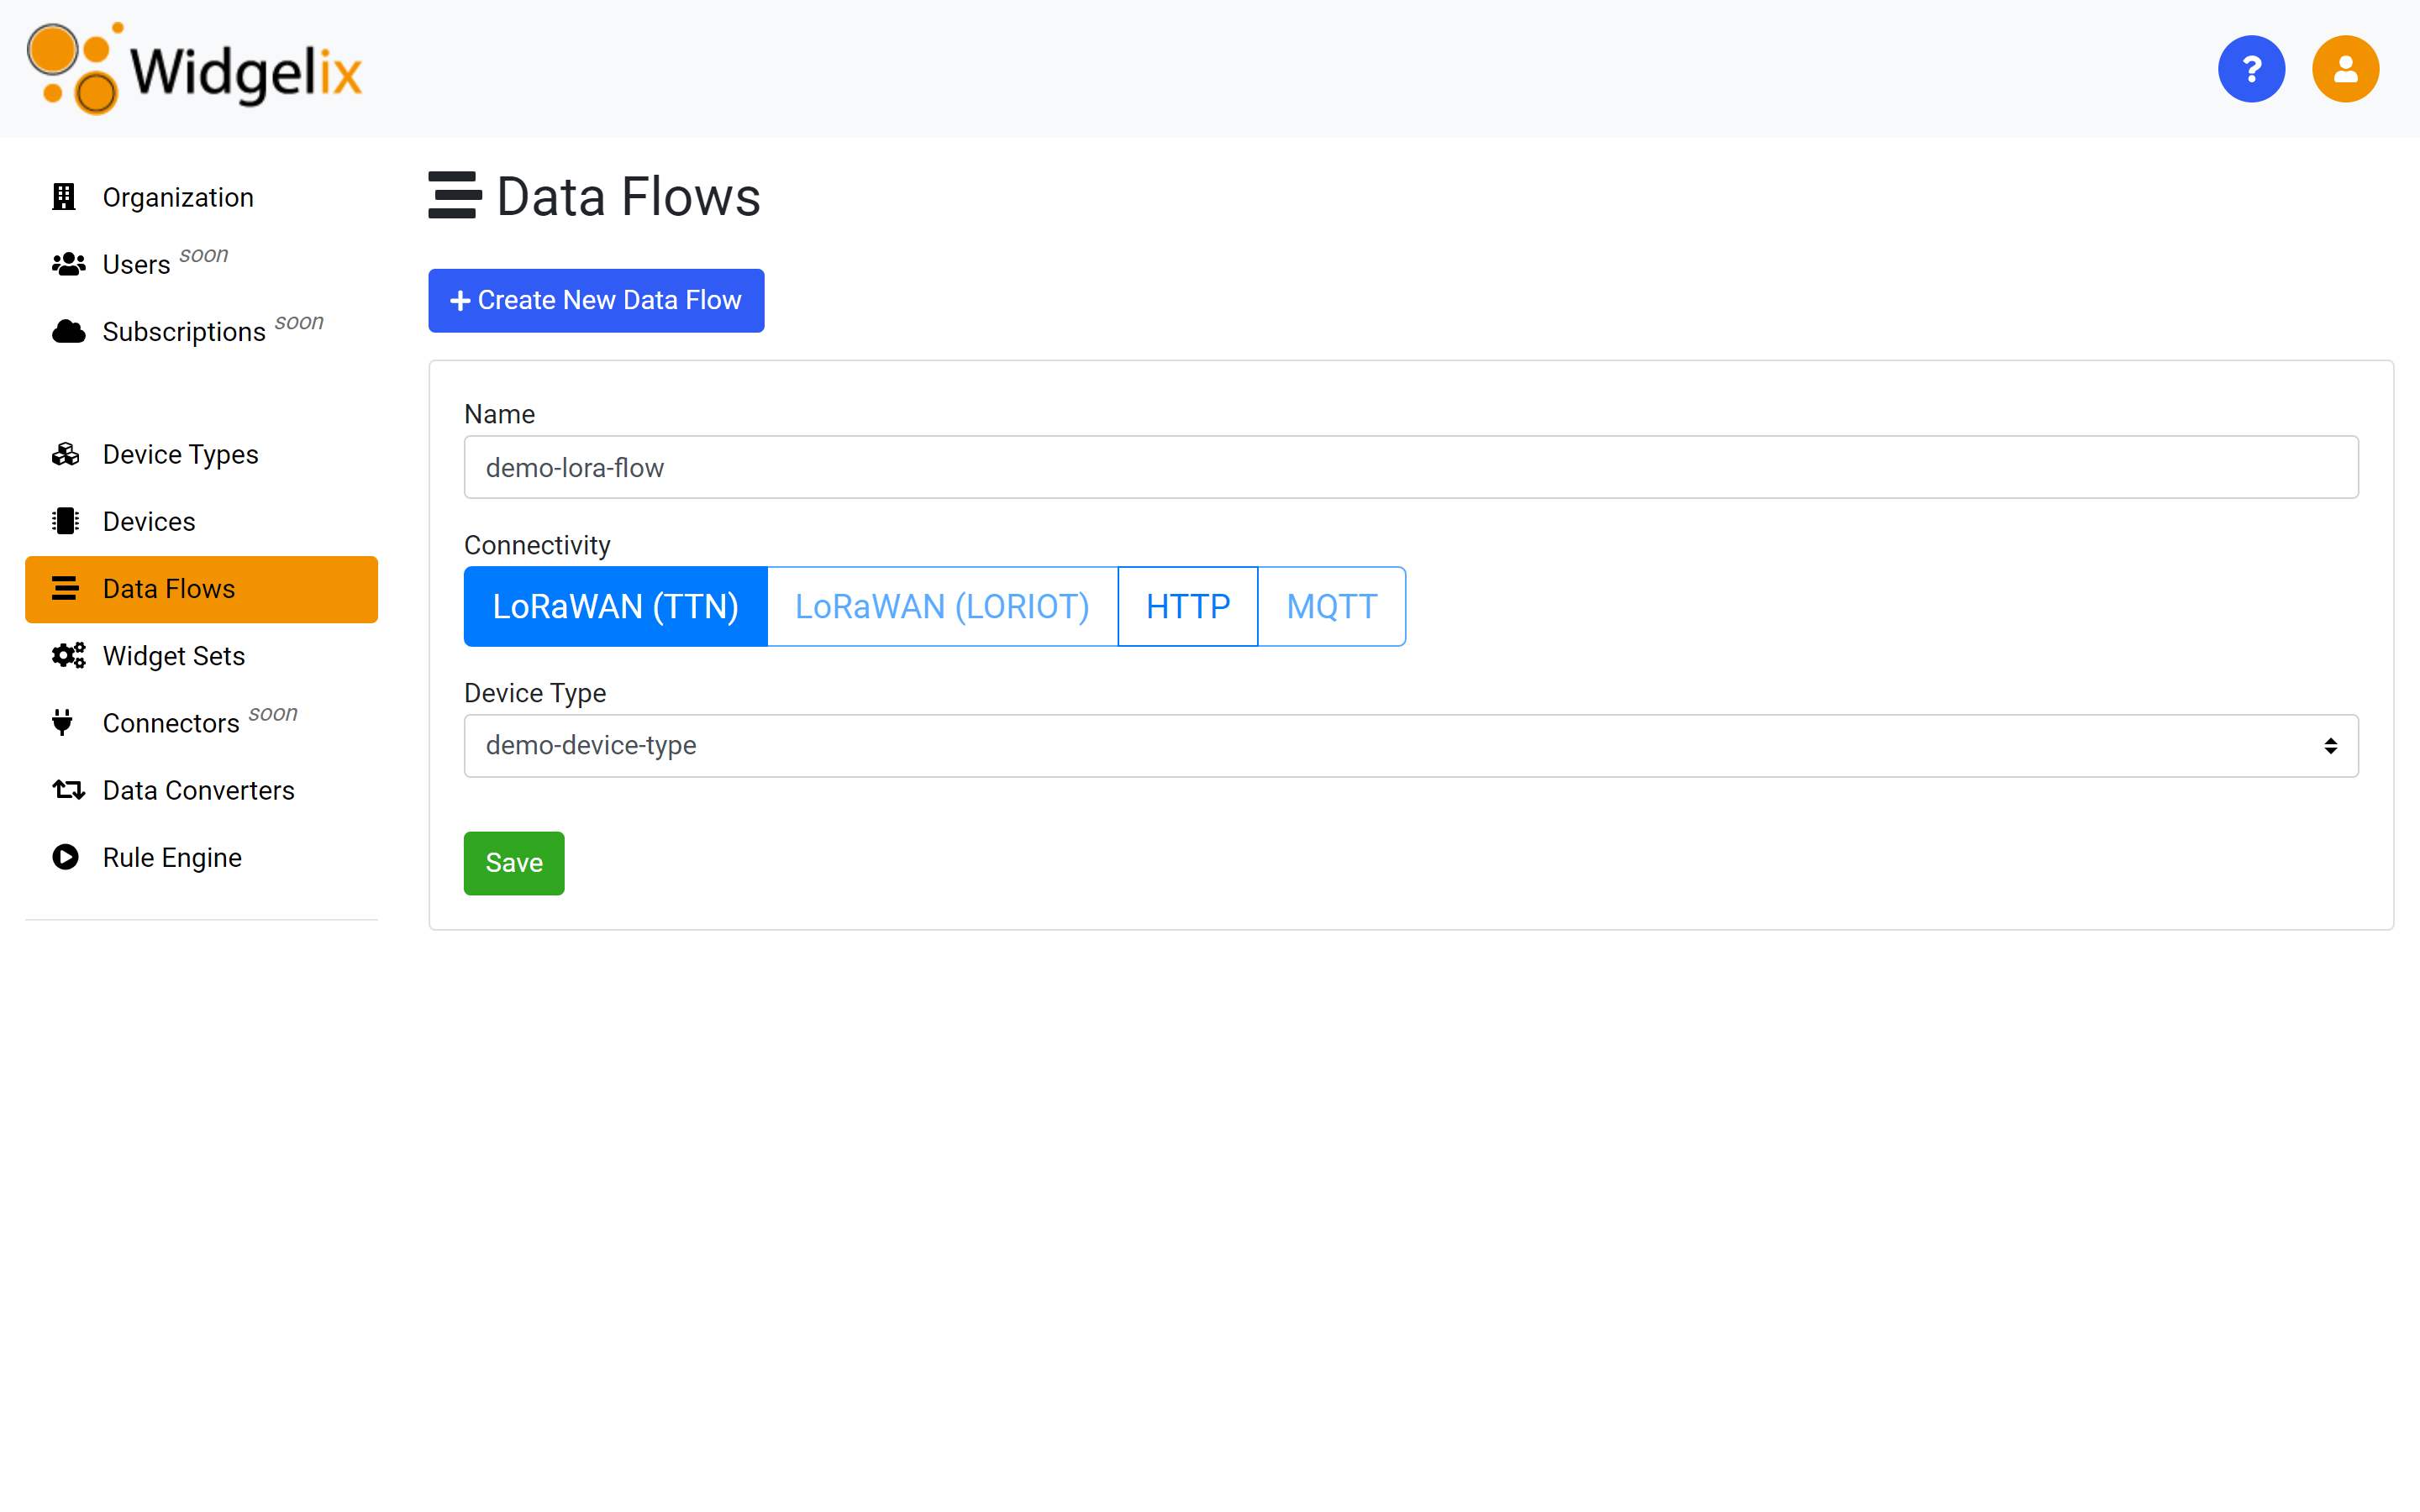 Widgelix
?
Organization
Users soon
Subscriptions soon
Device Types
Devices
Data Flows
Widget Sets
Connectors soon
Data Converters
Rule Engine
Data Flows
+ Create New Data Flow
Name
demo-lora-flow
Connectivity
LoRaWAN (TTN) LoRaWAN (LORIOT) HTTP MQTT
Device Type
demo-device-type
Save